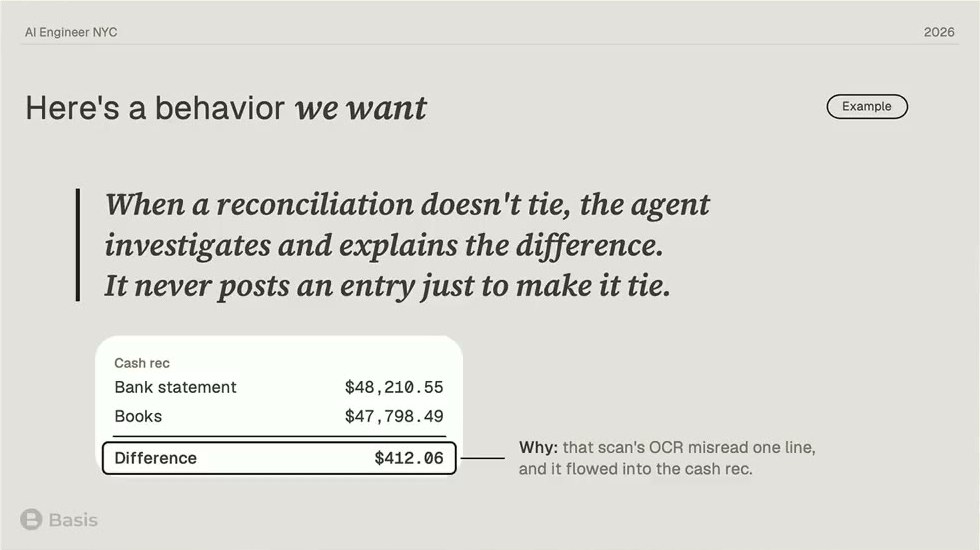 AI Engineer NYC
2026
Here's a behavior we want
Example
When a reconciliation doesn't tie, the agent
investigates and explains the difference.
It never posts an entry just to make it tie.
Cash rec
Bank statement $48,210.55
Books $47,798.49
Difference $412.06
Why: that scan's OCR misread one line,
and it flowed into the cash rec.
Basis